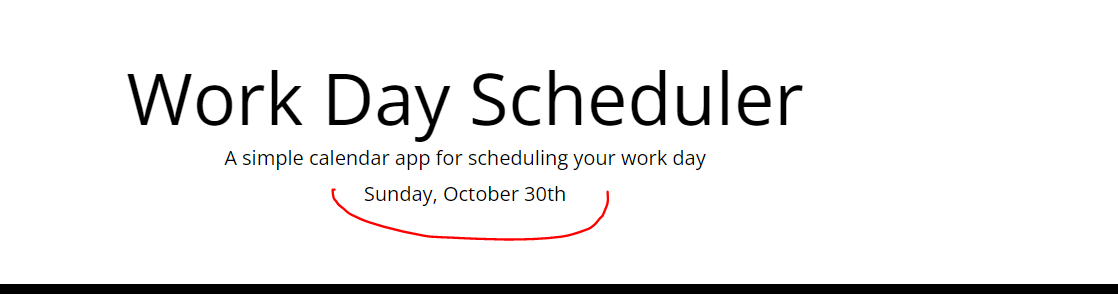 Work Day Scheduler
A simple calendar app for scheduling your work day
Sunday, October 30th